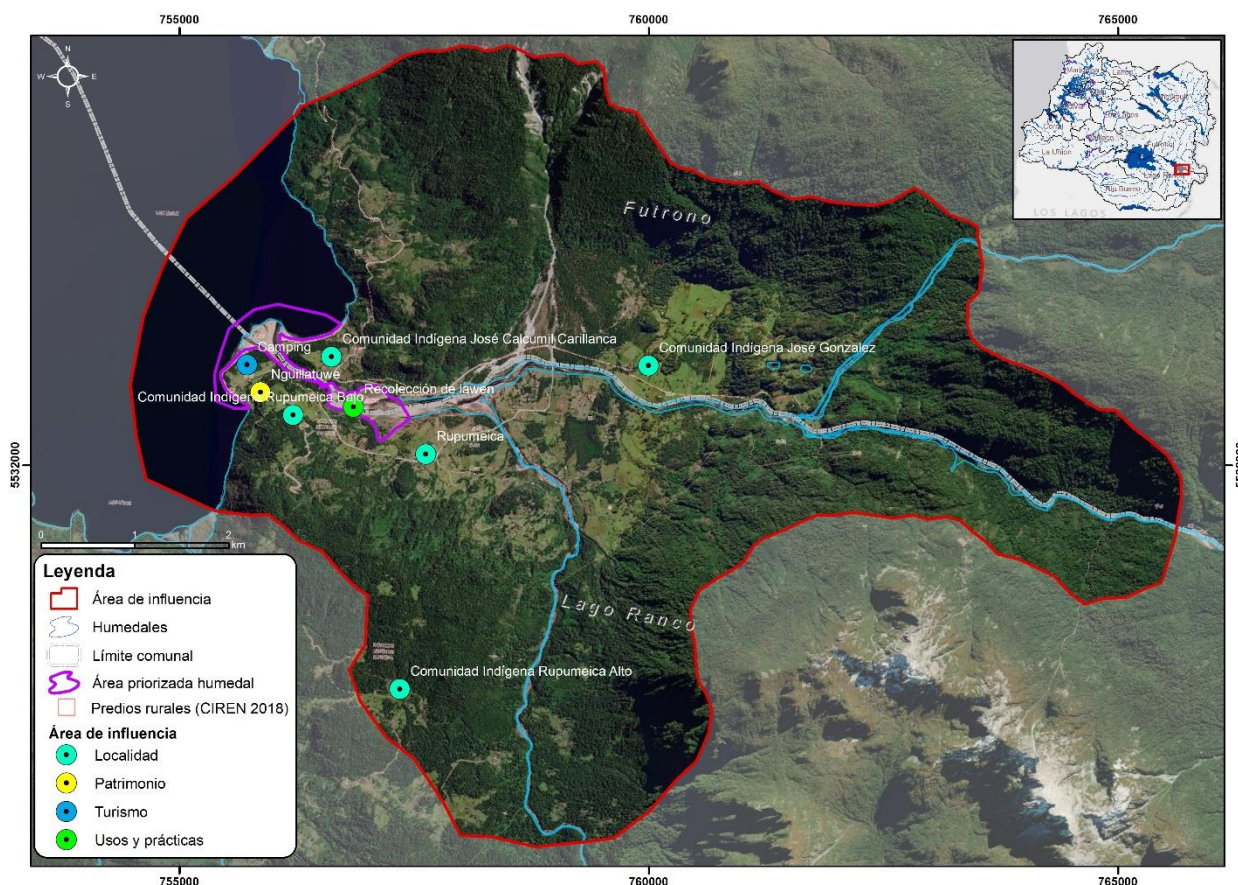 755000
760000
765000
N
W
E
S
Futrono
La Unión
LOS LAGOS
Comunidad Indígena José Calcumil Carillanca
Camping
Comunidad Indígena José Gonzalez
Nguillatuwe
Recolección de lawen
Comunidad Indígena Rupumeica Bajo
Rupumeica
5532000
Lago Ranco
Comunidad Indígena Rupumeica Alto
0 1 2
km
Leyenda
Área de influencia
Humedales
Límite comunal
Área priorizada humedal
Predios rurales (CIREN 2018)
Área de influencia
Localidad
Patrimonio
Turismo
Usos y prácticas
755000
760000
765000